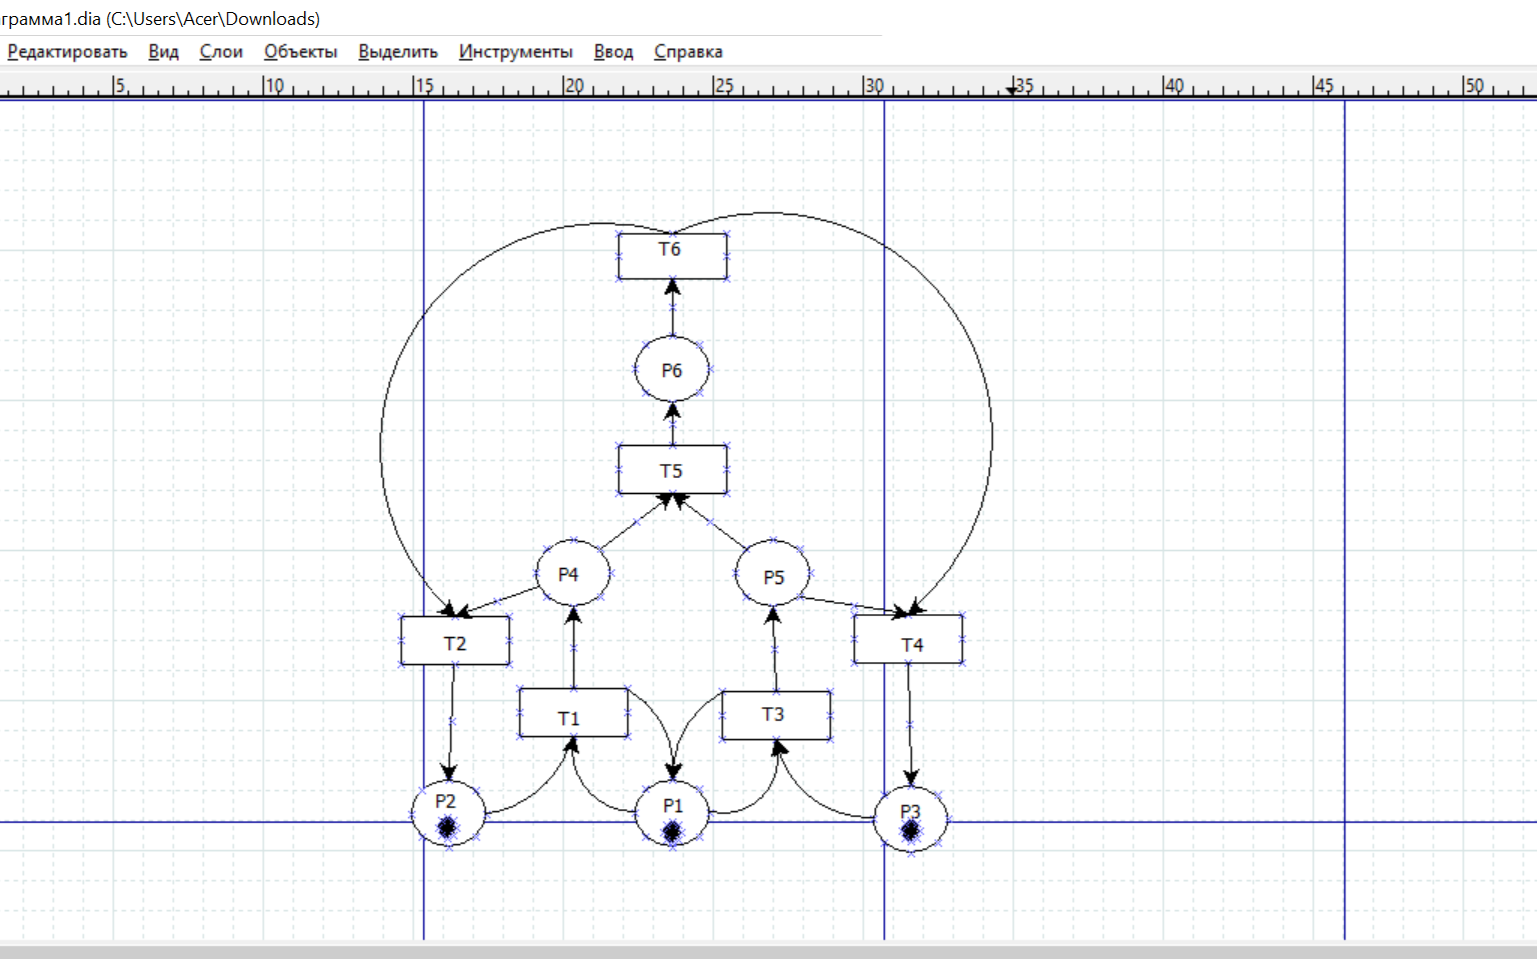 грамма1.dia (C:\Users\Acer\Downloads)
Редактировать Вид Слои Объекты Выделить Инструменты Ввод Справка
5 10 15 20 25 30 35 40 45 50
T6
P6
T5
P4 P5
T2 T4
T1 T3
P2 P1 P3